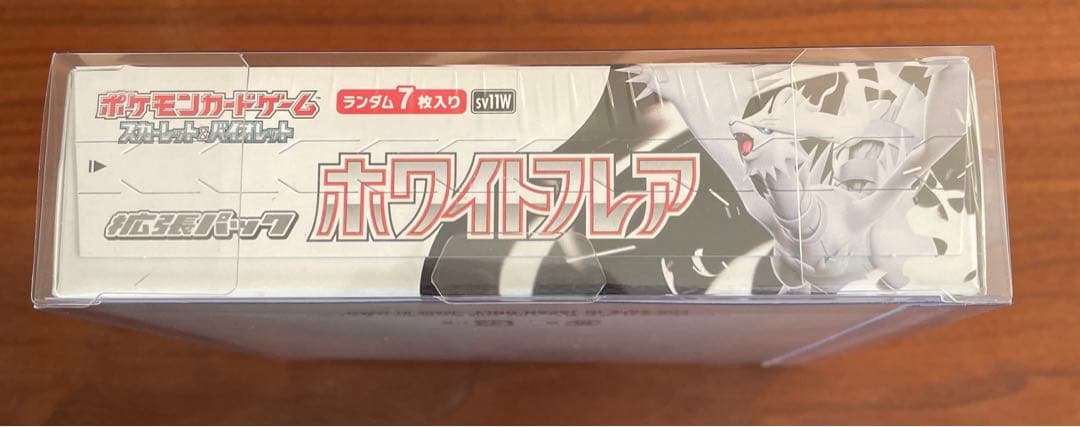 ポケモンカードゲーム
スカーレット&バイオレット
ランダム7枚入り sv11W
拡張パック
ホワイトフレア